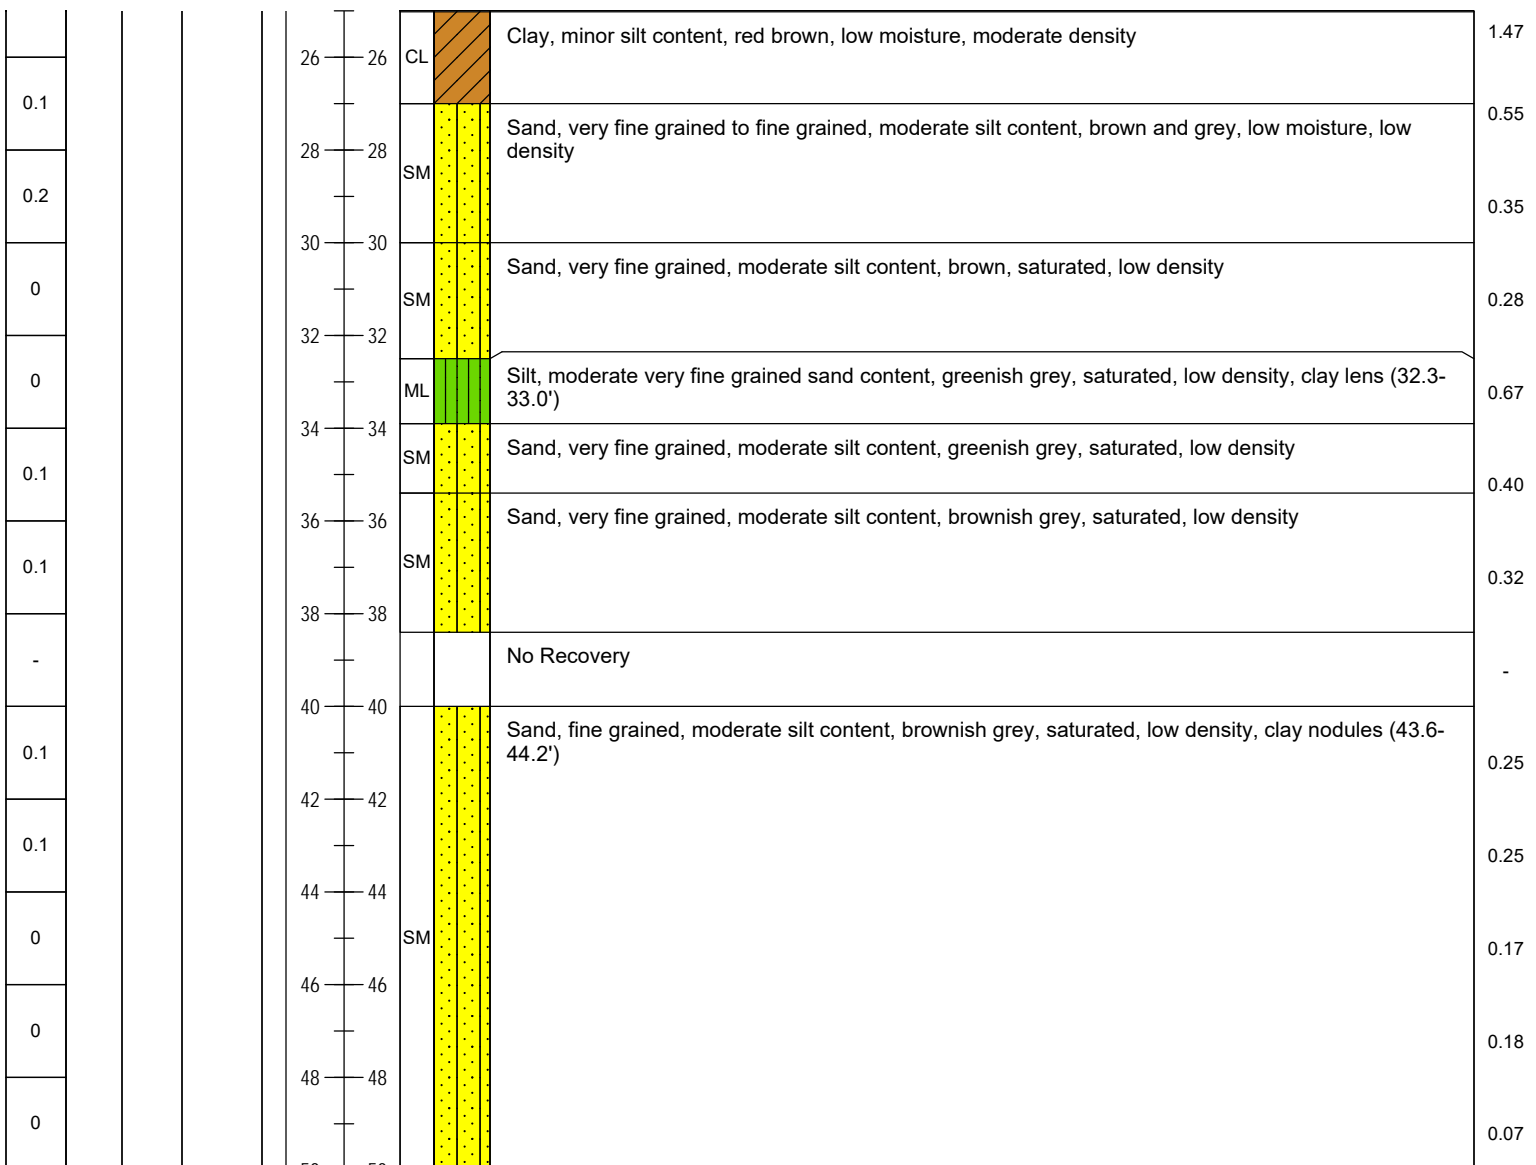 Clay, minor silt content, red brown, low moisture, moderate density
1.47
26 26 CL
0.1
0.55
Sand, very fine grained to fine grained, moderate silt content, brown and grey, low moisture, low
density
28 28
SM
0.2
0.35
30 30
Sand, very fine grained, moderate silt content, brown, saturated, low density
0
SM
0.28
32 32
Silt, moderate very fine grained sand content, greenish grey, saturated, low density, clay lens (32.3-
33.0')
0
ML
0.67
34 34
Sand, very fine grained, moderate silt content, greenish grey, saturated, low density
SM
0.1
0.40
36 36
Sand, very fine grained, moderate silt content, brownish grey, saturated, low density
SM
0.1
0.32
38 38
No Recovery
-
-
40 40
Sand, fine grained, moderate silt content, brownish grey, saturated, low density, clay nodules (43.6-
44.2')
0.1
0.25
42 42
0.1
0.25
44 44
0
SM
0.17
46 46
0
0.18
48 48
0
0.07